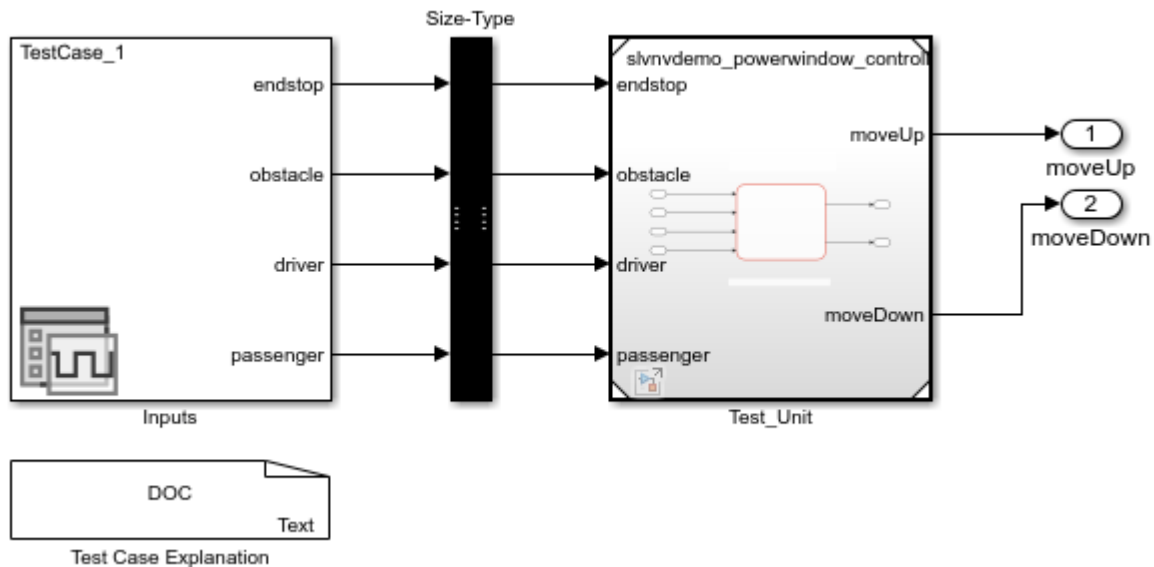 Size-Type
TestCase_1
slvnvdemo_powerwindow_controll
endstop
endstop
moveUp
1
moveUp
obstacle
obstacle
2
moveDown
driver
driver
moveDown
passenger
passenger
Inputs
Test_Unit
DOC
Text
Test Case Explanation